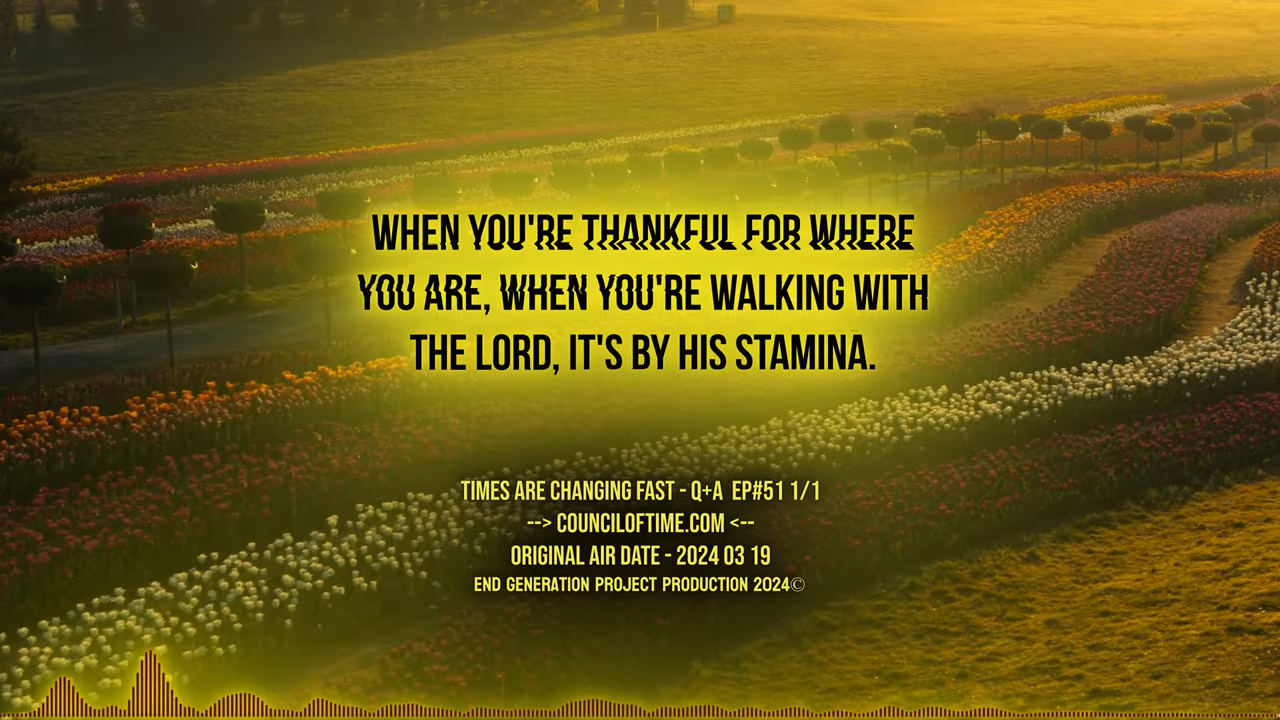 WHEN YOU'RE THANKFUL FOR WHERE
YOU ARE, WHEN YOU'RE WALKING WITH
THE LORD, IT'S BY HIS STAMINA.
TIMES ARE CHANGING FAST - Q+A EP#51 1/1
--> COUNCILOFTIME.COM <--
ORIGINAL AIR DATE - 2024 03 19
END GENERATION PROJECT PRODUCTION 2024©